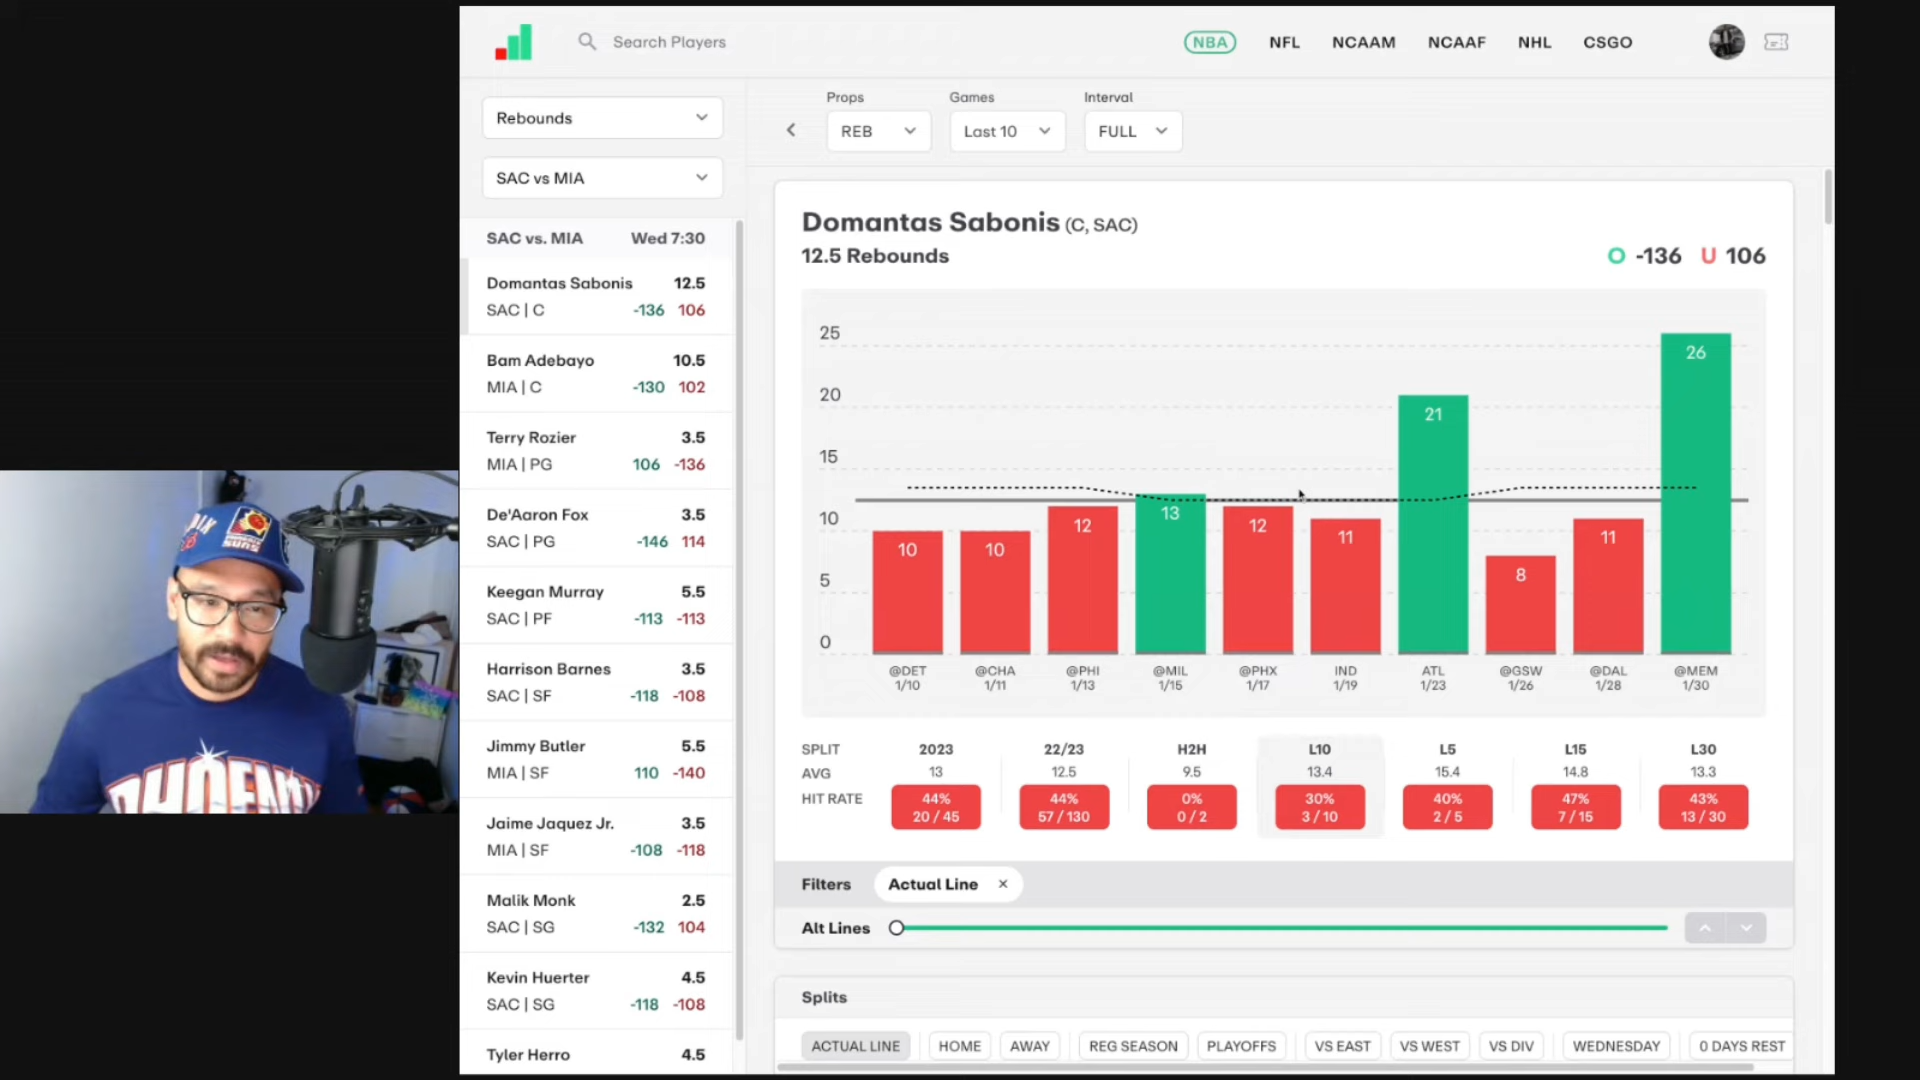 Search Players
NBA NFL NCAAM NCAAF NHL CSGO
Rebounds
SAC vs MIA
SAC vs. MIA Wed 7:30
Domantas Sabonis 12.5
SAC | C -136 106
Bam Adebayo 10.5
MIA | C -130 102
Terry Rozier 3.5
MIA | PG 106 -136
De'Aaron Fox 3.5
SAC | PG -146 114
Keegan Murray 5.5
SAC | PF -113 -113
Harrison Barnes 3.5
SAC | SF -118 -108
Jimmy Butler 5.5
MIA | SF 110 -140
Jaime Jaquez Jr. 3.5
MIA | SF -108 -118
Malik Monk 2.5
SAC | SG -132 104
Kevin Huerter 4.5
SAC | SG -118 -108
Tyler Herro 4.5
Props Games Interval
REB Last 10 FULL
Domantas Sabonis (C, SAC)
12.5 Rebounds O -136 U 106
25
20
15
10
5
0
10 10 12 13 12 11 21 8 11 26
@DET @CHA @PHI @MIL @PHX IND ATL @GSW @DAL @MEM
1/10 1/11 1/13 1/15 1/17 1/19 1/23 1/26 1/28 1/30
SPLIT 2023 22/23 H2H L10 L5 L15 L30
AVG 13 12.5 9.5 13.4 15.4 14.8 13.3
HIT RATE 44% 44% 0% 30% 40% 47% 43%
20 / 45 57 / 130 0 / 2 3 / 10 2 / 5 7 / 15 13 / 30
Filters Actual Line ×
Alt Lines
Splits
ACTUAL LINE HOME AWAY REG SEASON PLAYOFFS VS EAST VS WEST VS DIV WEDNESDAY 0 DAYS REST
SUNS
PHOENIX